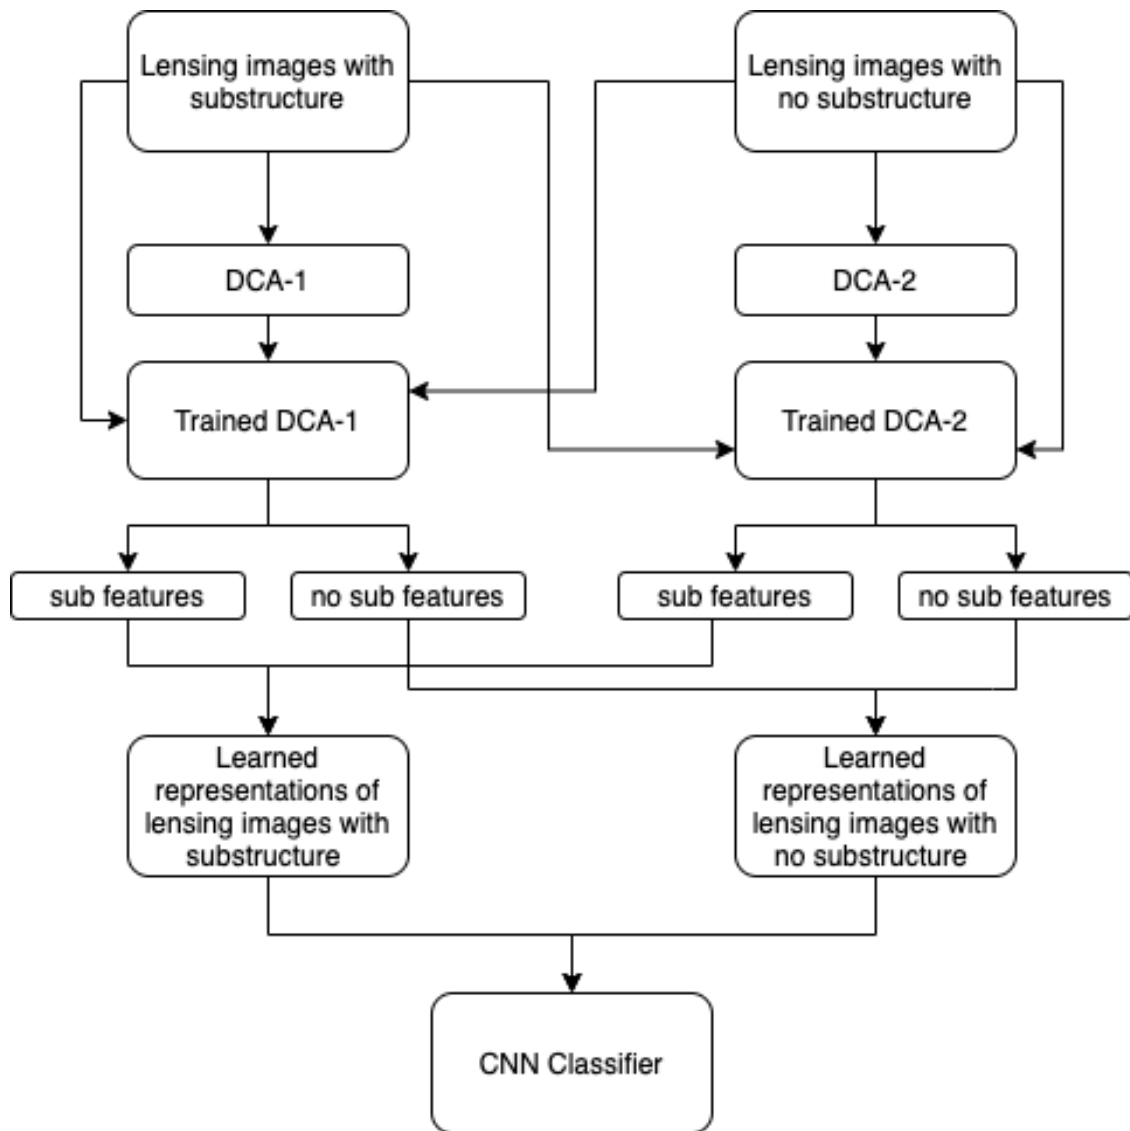 Lensing images with
substructure
Lensing images with
no substructure
DCA-1
DCA-2
Trained DCA-1
Trained DCA-2
sub features
no sub features
sub features
no sub features
Learned
representations of
lensing images with
substructure
Learned
representations of
lensing images with
no substructure
CNN Classifier